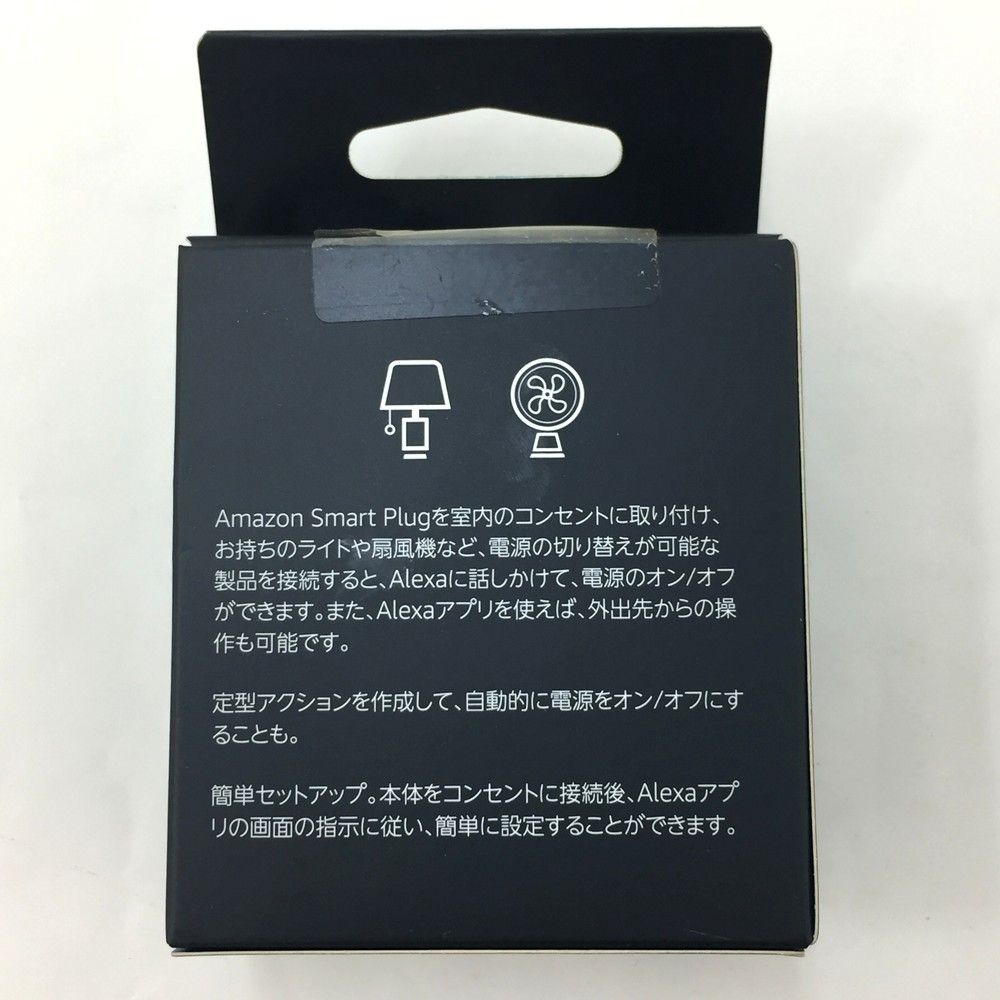 Amazon Smart Plugを室内のコンセントに取り付け、
お持ちのライトや扇風機など、電源の切り替えが可能な
製品を接続すると、Alexaに話しかけて、電源のオン/オフ
ができます。また、Alexaアプリを使えば、外出先からの操
作も可能です。
定型アクションを作成して、自動的に電源をオン/オフにす
ることも。
簡単セットアップ。本体をコンセントに接続後、Alexaアプ
リの画面の指示に従い、簡単に設定することができます。